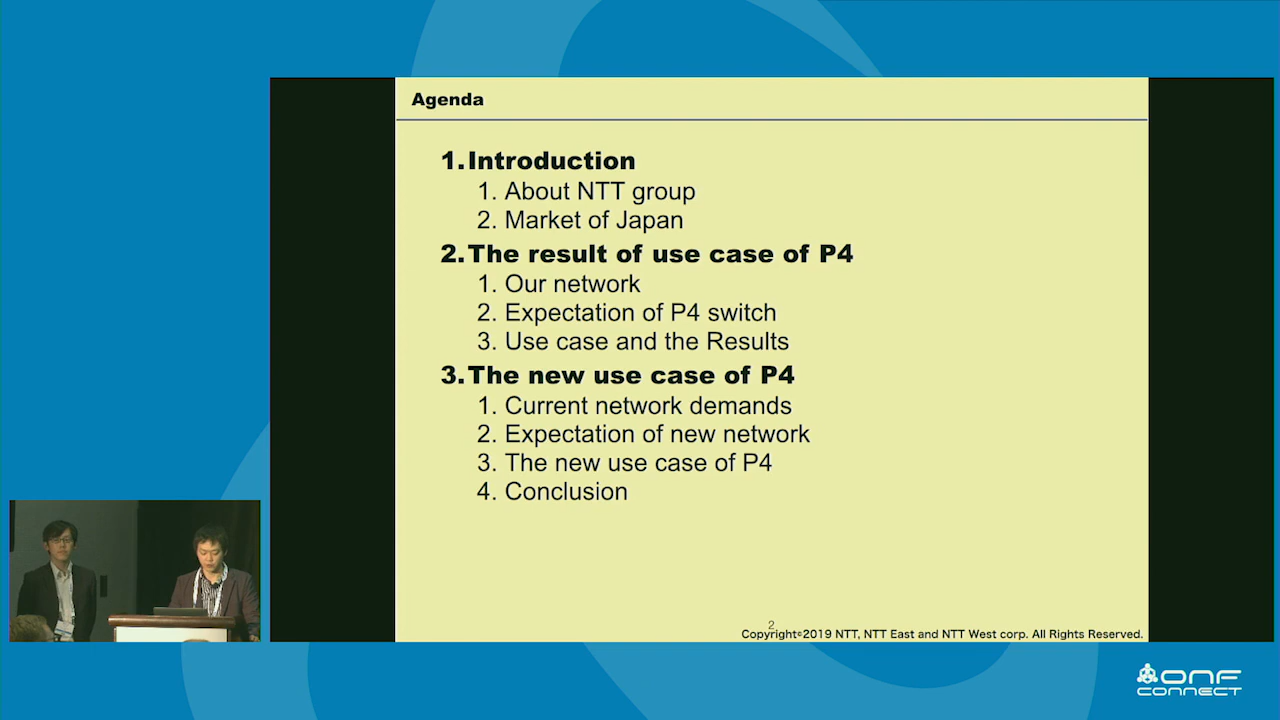 Agenda
1. Introduction
1. About NTT group
2. Market of Japan
2. The result of use case of P4
1. Our network
2. Expectation of P4 switch
3. Use case and the Results
3. The new use case of P4
1. Current network demands
2. Expectation of new network
3. The new use case of P4
4. Conclusion
2
Copyright©2019 NTT, NTT East and NTT West corp. All Rights Reserved.
ONF
CONNECT